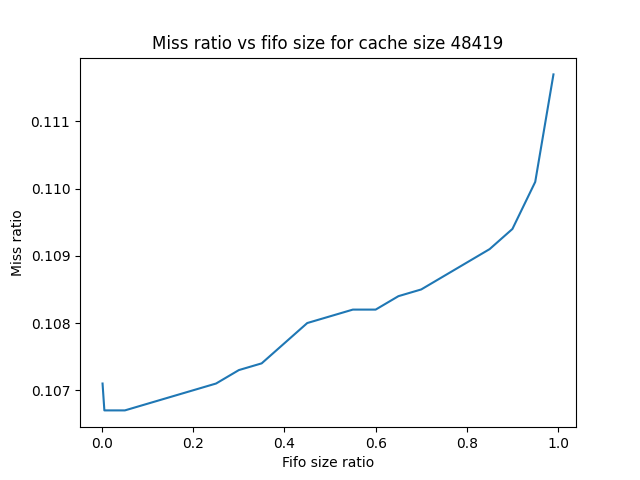 Miss ratio vs fifo size for cache size 48419
0.111
0.110
0.109
0.108
0.107
Miss ratio
0.0 0.2 0.4 0.6 0.8 1.0
Fifo size ratio